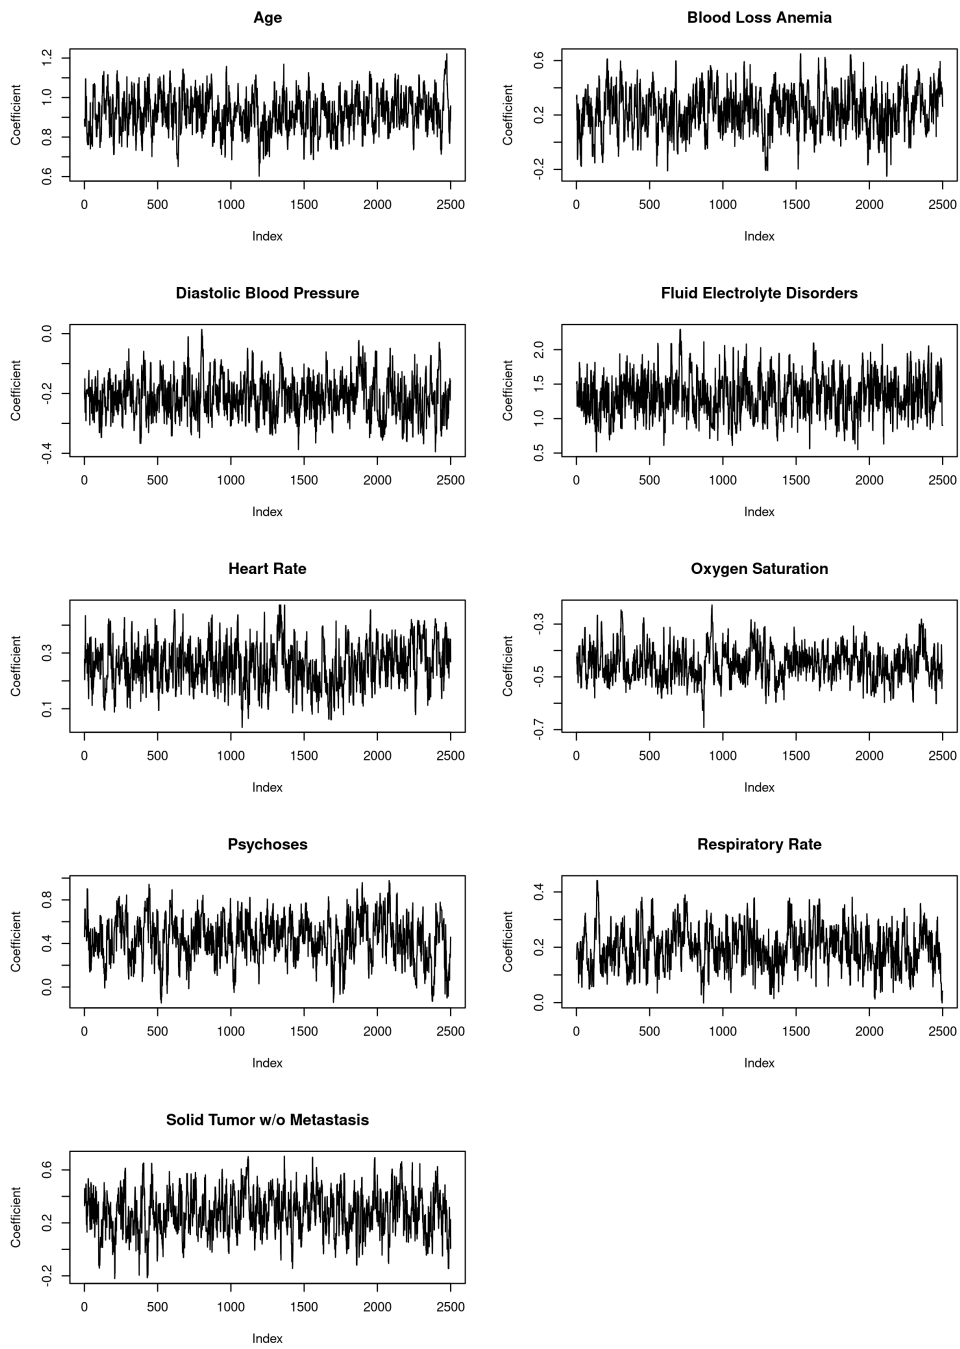 Age
Coefficient
0.6 0.8 1.0 1.2
0 500 1000 1500 2000 2500
Index
Blood Loss Anemia
Coefficient
-0.2 0.2 0.6
0 500 1000 1500 2000 2500
Index
Diastolic Blood Pressure
Coefficient
-0.4 -0.2 0.0
0 500 1000 1500 2000 2500
Index
Fluid Electrolyte Disorders
Coefficient
0.5 1.0 1.5 2.0
0 500 1000 1500 2000 2500
Index
Heart Rate
Coefficient
0.1 0.3
0 500 1000 1500 2000 2500
Index
Oxygen Saturation
Coefficient
-0.7 -0.5 -0.3
0 500 1000 1500 2000 2500
Index
Psychoses
Coefficient
0.0 0.4 0.8
0 500 1000 1500 2000 2500
Index
Respiratory Rate
Coefficient
0.0 0.2 0.4
0 500 1000 1500 2000 2500
Index
Solid Tumor w/o Metastasis
Coefficient
-0.2 0.2 0.6
0 500 1000 1500 2000 2500
Index